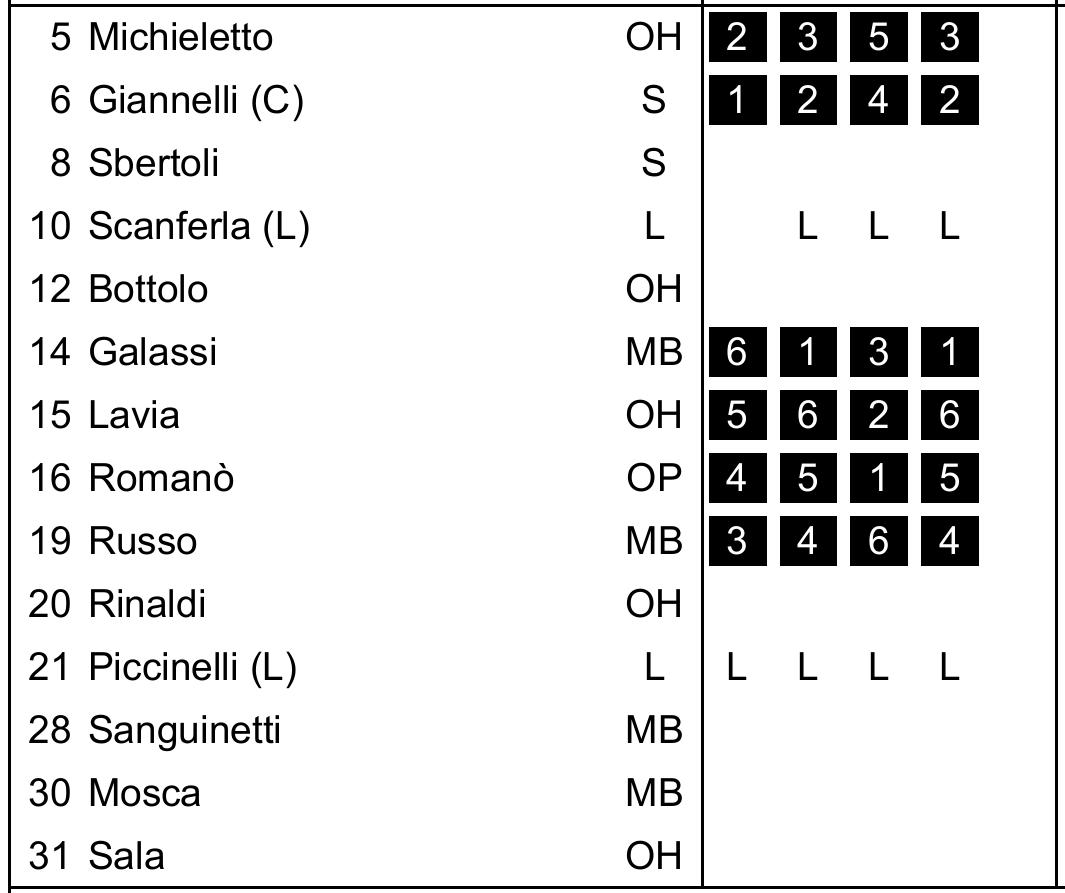 5 Michieletto OH 2 3 5 3
6 Giannelli (C) S 1 2 4 2
8 Sbertoli S
10 Scanferla (L) L L L L
12 Bottolo OH
14 Galassi MB 6 1 3 1
15 Lavia OH 5 6 2 6
16 Romanò OP 4 5 1 5
19 Russo MB 3 4 6 4
20 Rinaldi OH
21 Piccinelli (L) L L L L L
28 Sanguinetti MB
30 Mosca MB
31 Sala OH